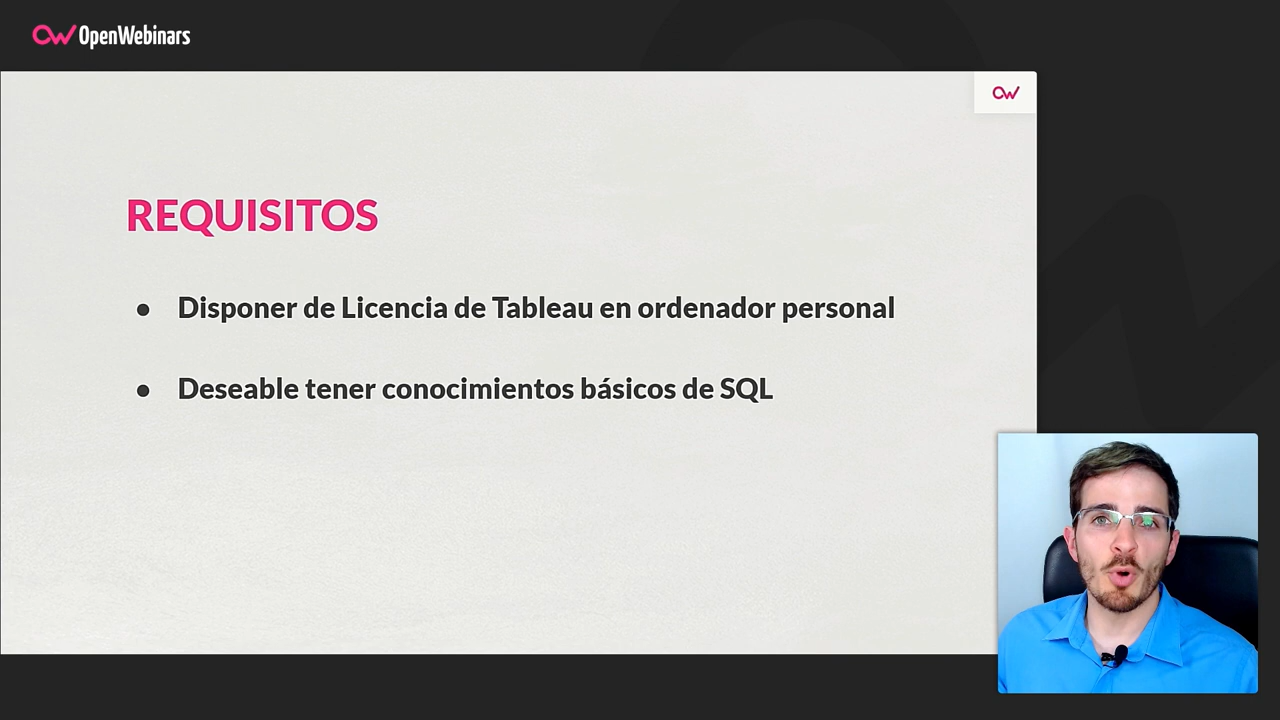 OpenWebinars
REQUISITOS
● Disponer de Licencia de Tableau en ordenador personal
● Deseable tener conocimientos básicos de SQL